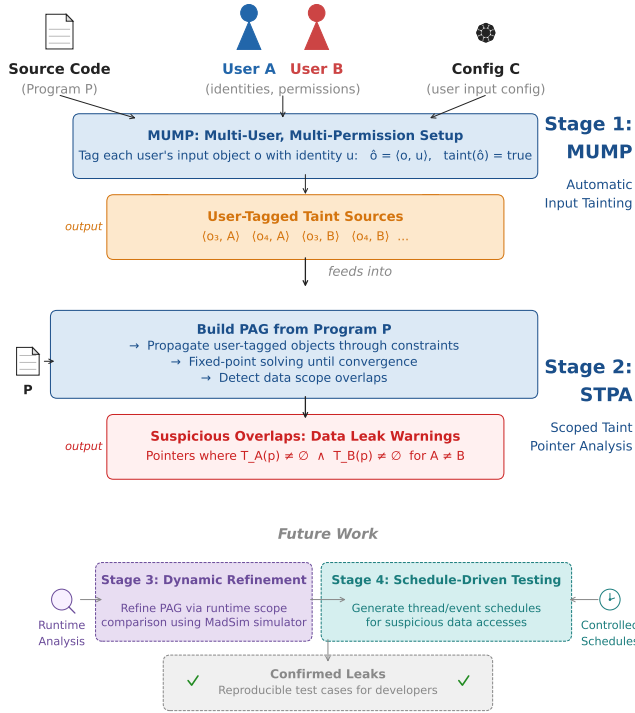 Source Code
(Program P)
User A User B
(identities, permissions)
Config C
(user input config)
MUMP: Multi-User, Multi-Permission Setup
Tag each user's input object o with identity u: ô = ⟨o, u⟩, taint(ô) = true
Stage 1:
MUMP
Automatic
Input Tainting
output
User-Tagged Taint Sources
⟨o₃, A⟩ ⟨o₄, A⟩ ⟨o₃, B⟩ ⟨o₄, B⟩ ...
feeds into
P
Build PAG from Program P
→ Propagate user-tagged objects through constraints
→ Fixed-point solving until convergence
→ Detect data scope overlaps
Stage 2:
STPA
Scoped Taint
Pointer Analysis
output
Suspicious Overlaps: Data Leak Warnings
Pointers where T_A(p) ≠ ∅ ∧ T_B(p) ≠ ∅ for A ≠ B
Future Work
Runtime
Analysis
Stage 3: Dynamic Refinement
Refine PAG via runtime scope
comparison using MadSim simulator
Stage 4: Schedule-Driven Testing
Generate thread/event schedules
for suspicious data accesses
Controlled
Schedules
Confirmed Leaks
Reproducible test cases for developers